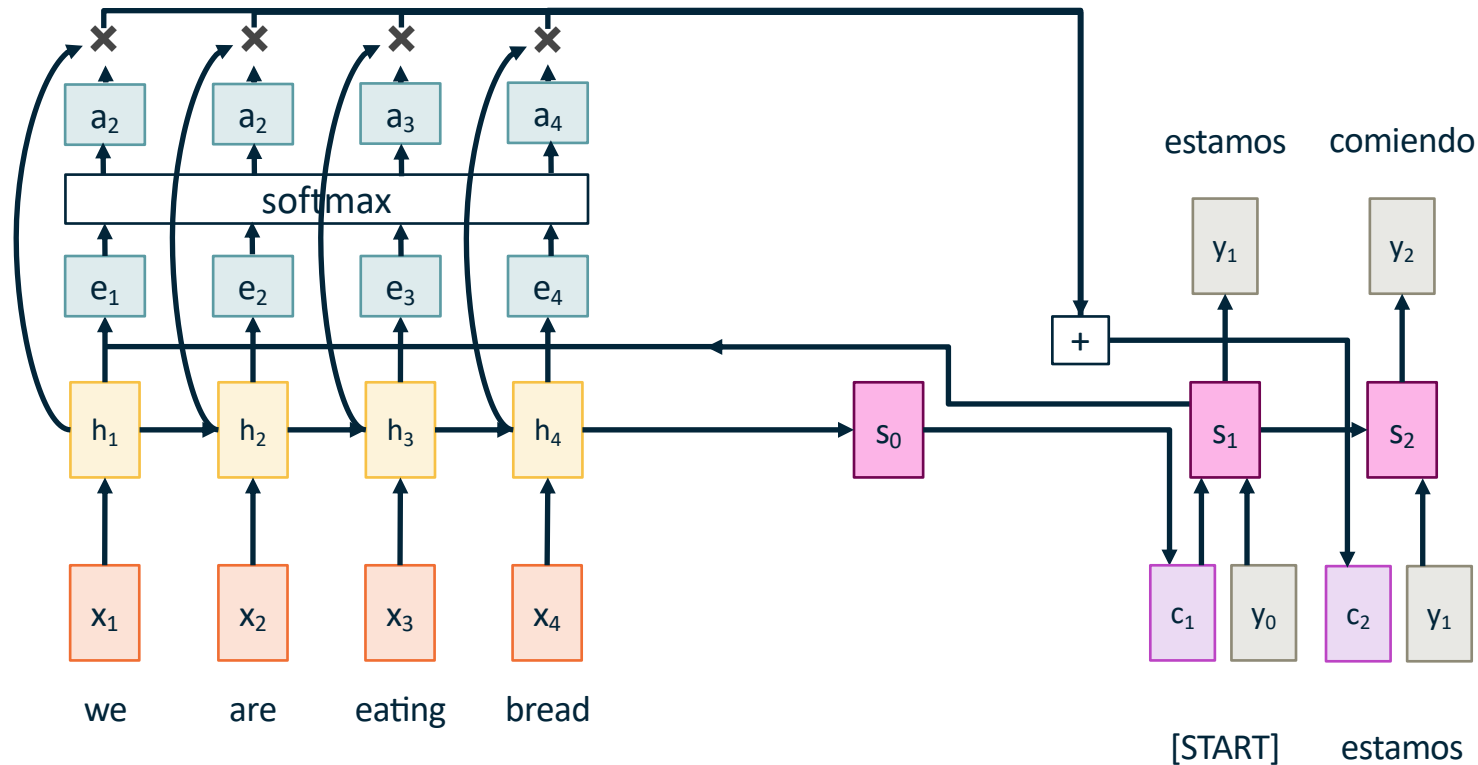 a₂ a₂ a₃ a₄
estamos comiendo
softmax
y₁ y₂
e₁ e₂ e₃ e₄
+
h₁ h₂ h₃ h₄ s₀ s₁ s₂
x₁ x₂ x₃ x₄ c₁ y₀ c₂ y₁
we are eating bread
[START] estamos